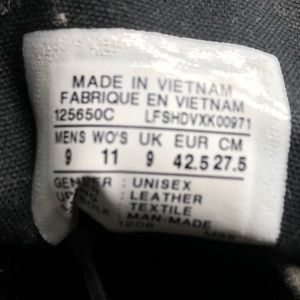 MADE IN VIETNAM
FABRIQUE EN VIETNAM
125650C LFSHDVXK00971
MENS WO'S UK EUR CM
9 11 9 42.5 27.5
GENDER : UNISEX
LEATHER
TEXTILE
MAN-MADE